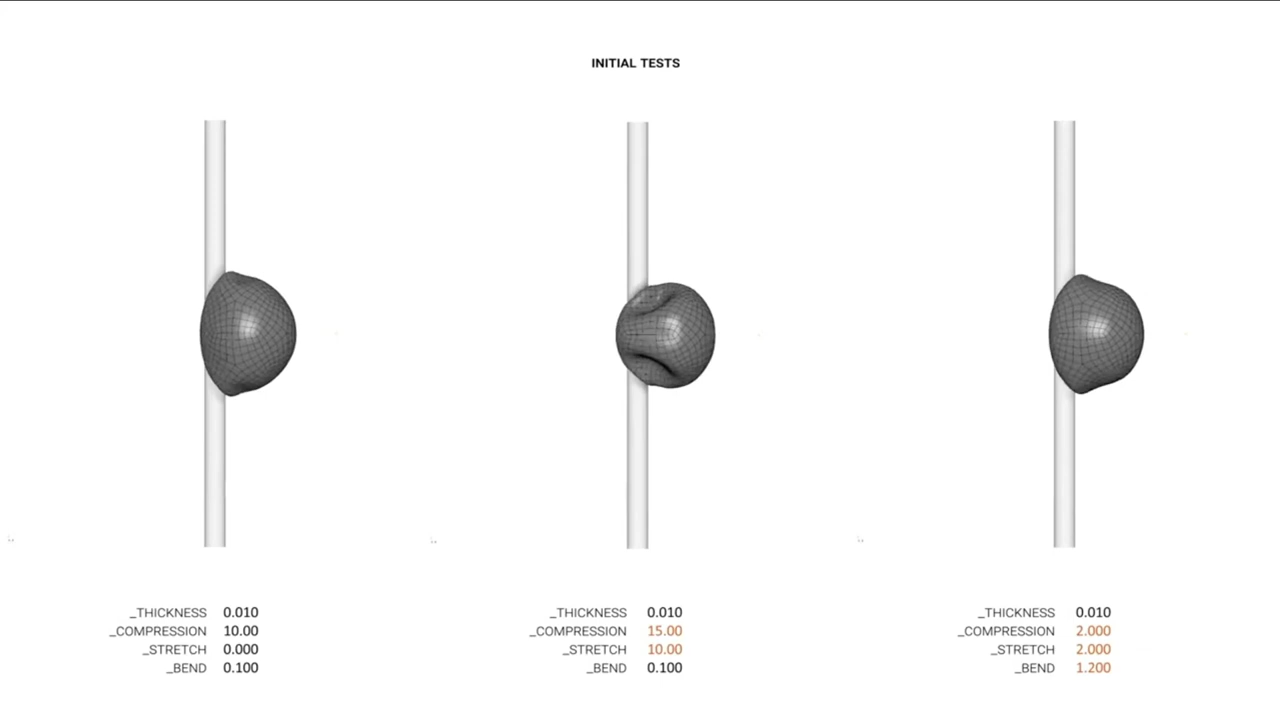 INITIAL TESTS
_THICKNESS 0.010
_COMPRESSION 10.00
_STRETCH 0.000
_BEND 0.100
_THICKNESS 0.010
_COMPRESSION 15.00
_STRETCH 10.00
_BEND 0.100
_THICKNESS 0.010
_COMPRESSION 2.000
_STRETCH 2.000
_BEND 1.200